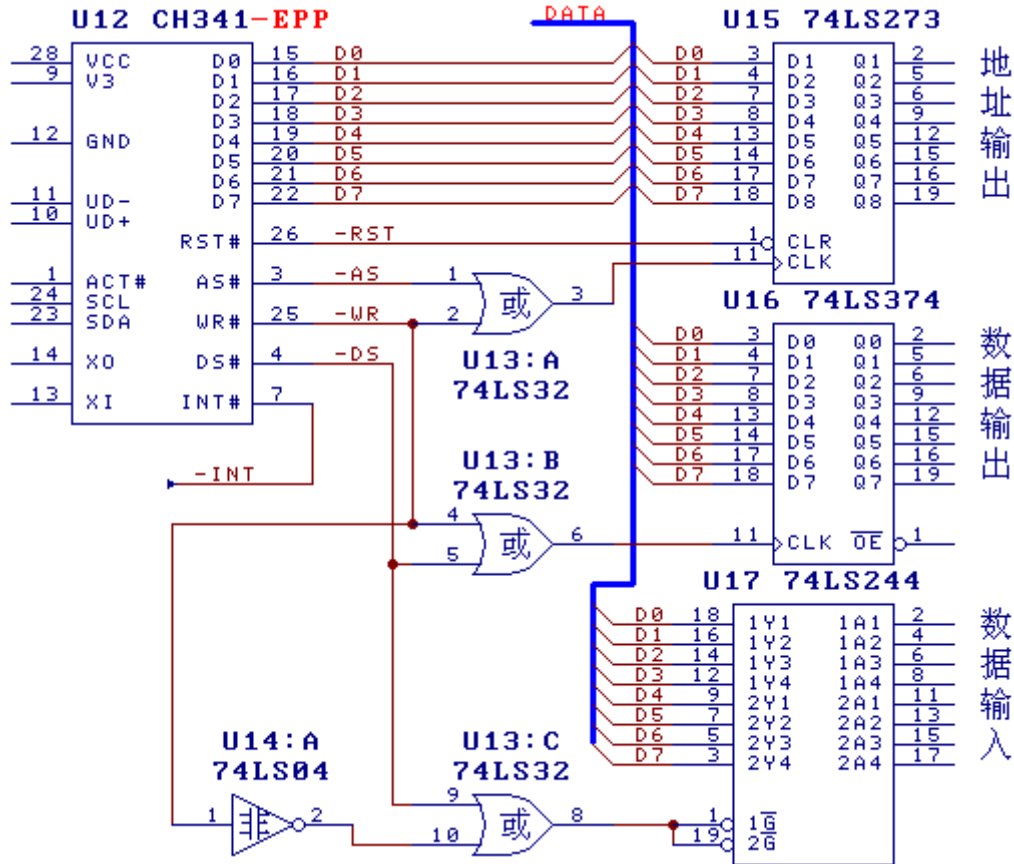 U12 CH341-EPP
28 VCC D0 15 D0
9 V3 D1 16 D1
D2 17 D2
D3 18 D3
12 GND D4 19 D4
D5 20 D5
D6 21 D6
11 UD- D7 22 D7
10 UD+
RST# 26 -RST
1 ACT# AS# 3 -AS
24 SCL
23 SDA WR# 25 -WR
14 X0 DS# 4 -DS
13 XI INT# 7
-INT
DATA
U15 74LS273
D0 3 D1 Q1 2
D1 4 D2 Q2 5
D2 7 D3 Q3 6
D3 8 D4 Q4 9
D4 13 D5 Q5 12
D5 14 D6 Q6 15
D6 17 D7 Q7 16
D7 18 D8 Q8 19
1 CLR
11 CLK
地址输出
1 或 3
2
U13:A
74LS32
U16 74LS374
D0 3 D0 Q0 2
D1 4 D1 Q1 5
D2 7 D2 Q2 6
D3 8 D3 Q3 9
D4 13 D4 Q4 12
D5 14 D5 Q5 15
D6 17 D6 Q6 16
D7 18 D7 Q7 19
11 CLK OE 1
数据输出
U13:B
74LS32
4 或 6
5
U17 74LS244
D0 18 1Y1 1A1 2
D1 16 1Y2 1A2 4
D2 14 1Y3 1A3 6
D3 12 1Y4 1A4 8
D4 9 2Y1 2A1 11
D5 7 2Y2 2A2 13
D6 5 2Y3 2A3 15
D7 3 2Y4 2A4 17
1 1G
19 2G
数据输入
U14:A
74LS04
1 非 2
U13:C
74LS32
9 或 8
10